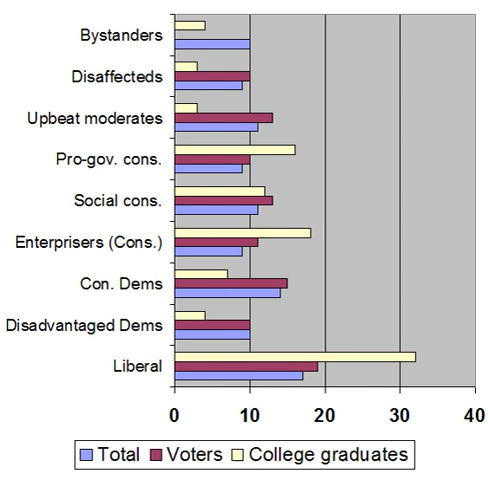 Bystanders
Disaffecteds
Upbeat moderates
Pro-gov. cons.
Social cons.
Enterprisers (Cons.)
Con. Dems
Disadvantaged Dems
Liberal
0 10 20 30 40
Total Voters College graduates